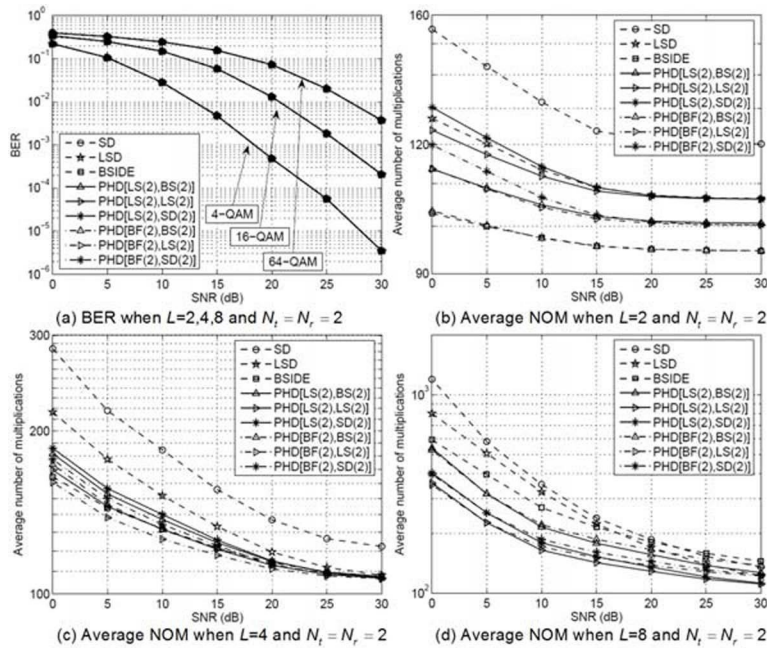 10⁰
10⁻¹
10⁻²
10⁻³
10⁻⁴
10⁻⁵
10⁻⁶
BER
SD
LSD
BSIDE
PHD[LS(2),BS(2)]
PHD[LS(2),LS(2)]
PHD[LS(2),SD(2)]
PHD[BF(2),BS(2)]
PHD[BF(2),LS(2)]
PHD[BF(2),SD(2)]
4-QAM
16-QAM
64-QAM
0 5 10 15 20 25 30
SNR (dB)
(a) BER when L=2,4,8 and Nt = Nr = 2
160
120
90
Average number of multiplications
SD
LSD
BSIDE
PHD[LS(2),BS(2)]
PHD[LS(2),LS(2)]
PHD[LS(2),SD(2)]
PHD[BF(2),BS(2)]
PHD[BF(2),LS(2)]
PHD[BF(2),SD(2)]
0 5 10 15 20 25 30
SNR (dB)
(b) Average NOM when L=2 and Nt = Nr = 2
300
200
100
Average number of multiplications
SD
LSD
BSIDE
PHD[LS(2),BS(2)]
PHD[LS(2),LS(2)]
PHD[LS(2),SD(2)]
PHD[BF(2),BS(2)]
PHD[BF(2),LS(2)]
PHD[BF(2),SD(2)]
0 5 10 15 20 25 30
SNR (dB)
(c) Average NOM when L=4 and Nt = Nr = 2
10³
10²
Average number of multiplications
SD
LSD
BSIDE
PHD[LS(2),BS(2)]
PHD[LS(2),LS(2)]
PHD[LS(2),SD(2)]
PHD[BF(2),BS(2)]
PHD[BF(2),LS(2)]
PHD[BF(2),SD(2)]
0 5 10 15 20 25 30
SNR (dB)
(d) Average NOM when L=8 and Nt = Nr = 2